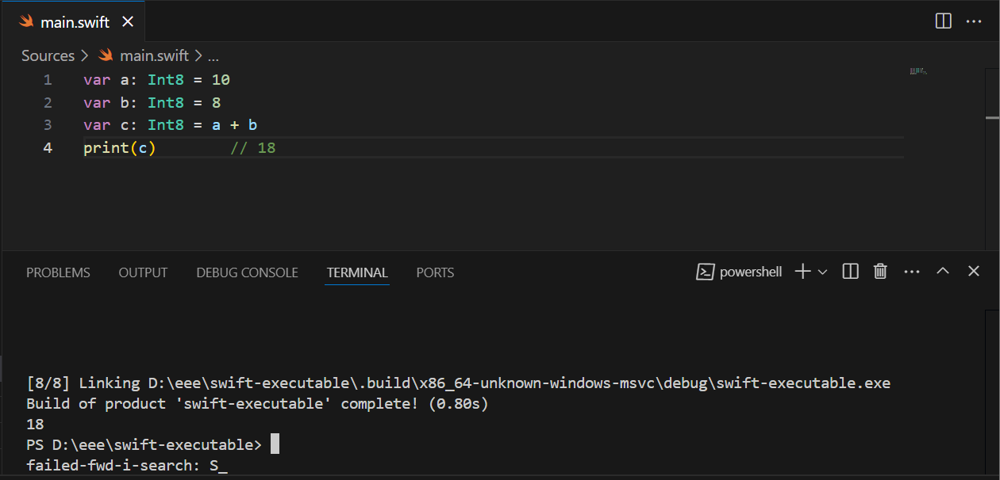 main.swift
Sources > main.swift > ...
1 var a: Int8 = 10
2 var b: Int8 = 8
3 var c: Int8 = a + b
4 print(c)        // 18
PROBLEMS OUTPUT DEBUG CONSOLE TERMINAL PORTS powershell
[8/8] Linking D:\eee\swift-executable\.build\x86_64-unknown-windows-msvc\debug\swift-executable.exe
Build of product 'swift-executable' complete! (0.80s)
18
PS D:\eee\swift-executable>
failed-fwd-i-search: S_